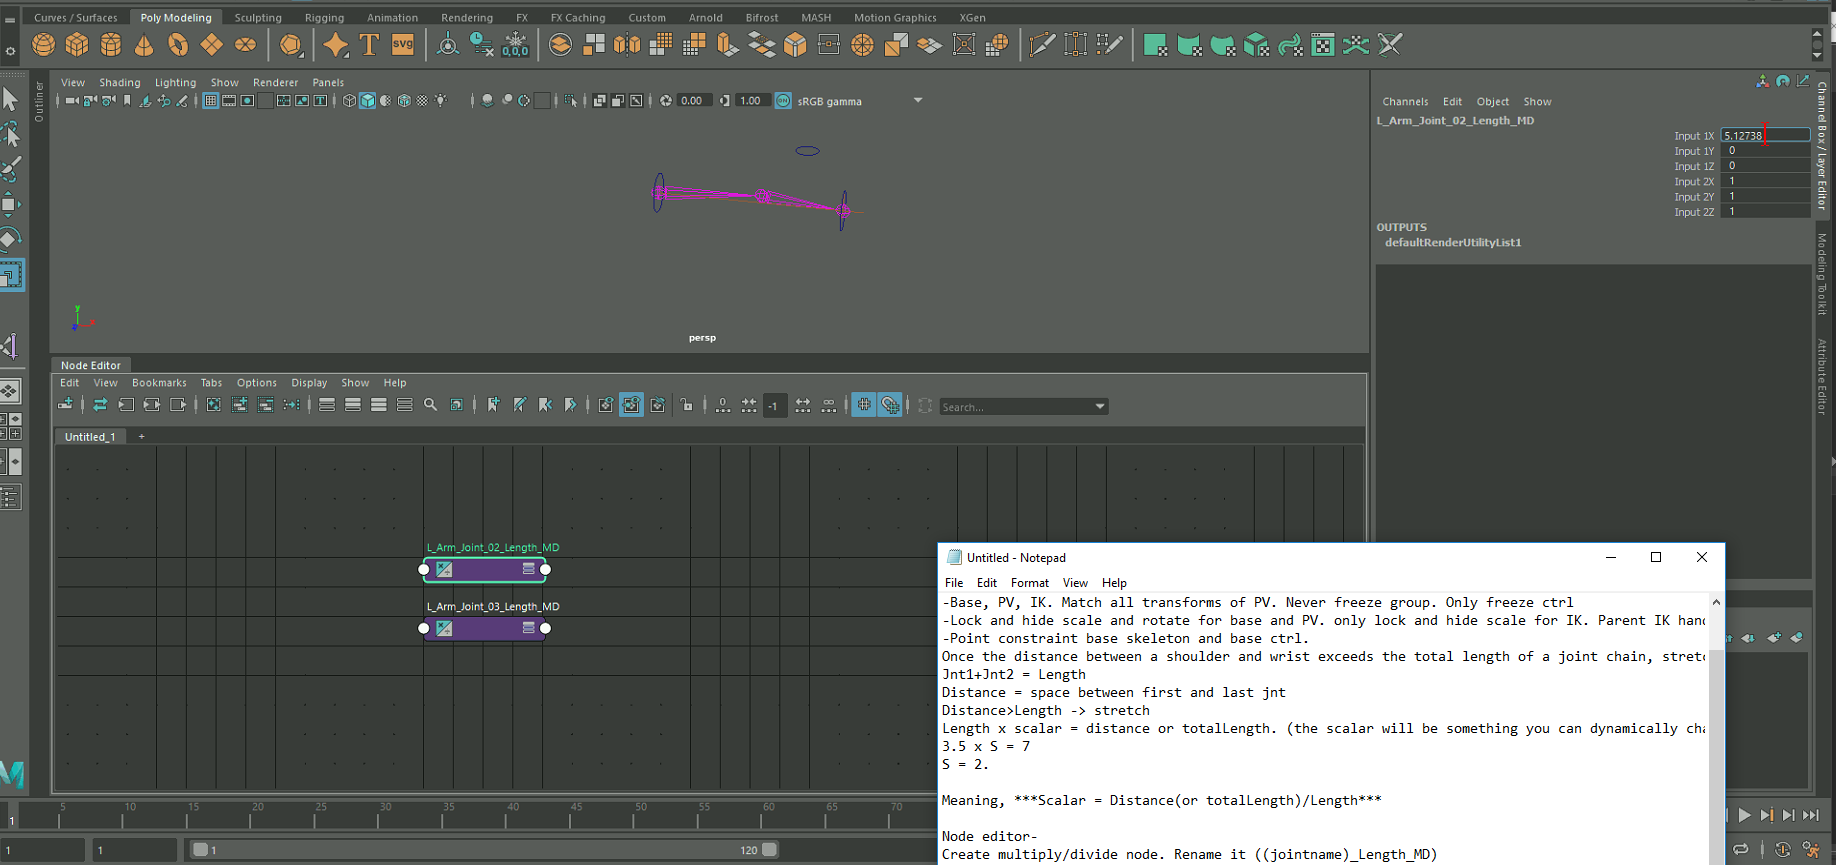 Curves / Surfaces Poly Modeling Sculpting Rigging Animation Rendering FX FX Caching Custom Arnold Bifrost MASH Motion Graphics XGen
T SVG 0,0,0
View Shading Lighting Show Renderer Panels
0.00 1.00 sRGB gamma
Outliner
persp
y
x
z
Channels Edit Object Show
L_Arm_Joint_02_Length_MD
Input 1X 5.12738
Input 1Y 0
Input 1Z 0
Input 2X 1
Input 2Y 1
Input 2Z 1
OUTPUTS
defaultRenderUtilityList1
Channel Box / Layer Editor
Modeling Toolkit
Attribute Editor
Node Editor
Edit View Bookmarks Tabs Options Display Show Help
0 -1 Search...
Untitled_1 +
L_Arm_Joint_02_Length_MD
L_Arm_Joint_03_Length_MD
Untitled - Notepad
File Edit Format View Help
-Base, PV, IK. Match all transforms of PV. Never freeze group. Only freeze ctrl
-Lock and hide scale and rotate for base and PV. only lock and hide scale for IK. Parent IK hand
-Point constraint base skeleton and base ctrl.
Once the distance between a shoulder and wrist exceeds the total length of a joint chain, stretc
Jnt1+Jnt2 = Length
Distance = space between first and last jnt
Distance>Length -> stretch
Length x scalar = distance or totalLength. (the scalar will be something you can dynamically cha
3.5 x S = 7
S = 2.
Meaning, ***Scalar = Distance(or totalLength)/Length***
Node editor-
Create multiply/divide node. Rename it ((jointname)_Length_MD)
5 10 15 20 25 30 35 40 45 50 55 60 65 70
1
1 1 1 120